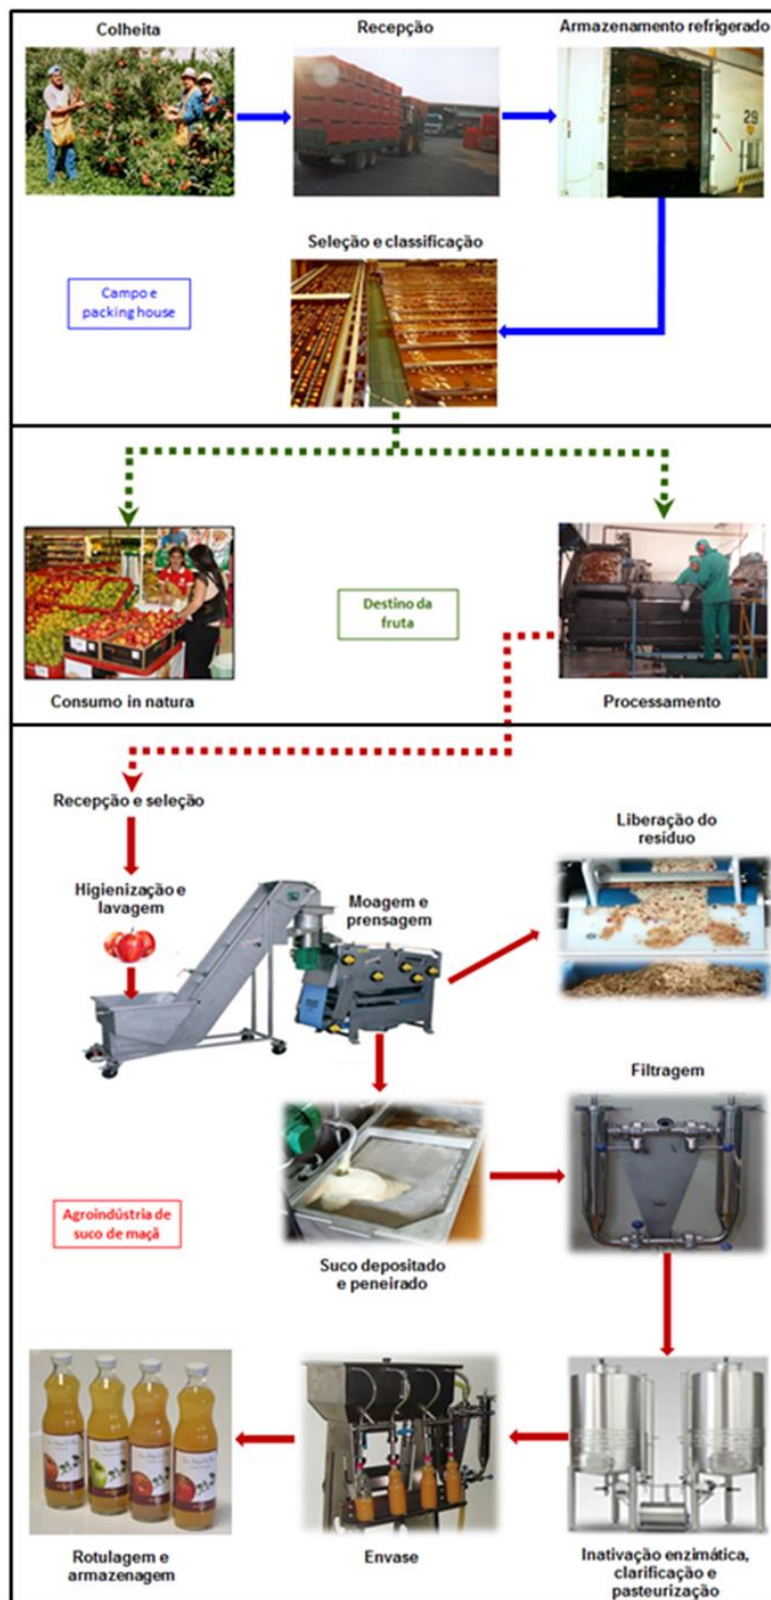 Colheita
Recepção
Armazenamento refrigerado
29
Seleção e classificação
Campo e
packing house
Destino da
fruta
Consumo in natura
Processamento
Recepção e seleção
Liberação do
resíduo
Higienização e
lavagem
Moagem e
prensagem
Filtragem
Agroindústria de
suco de maçã
Suco depositado
e peneirado
Rotulagem e
armazenagem
Envase
Inativação enzimática,
clarificação e
pasteurização